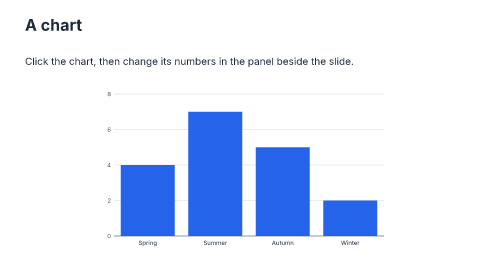 A chart
Click the chart, then change its numbers in the panel beside the slide.
8
6
4
2
0
Spring Summer Autumn Winter